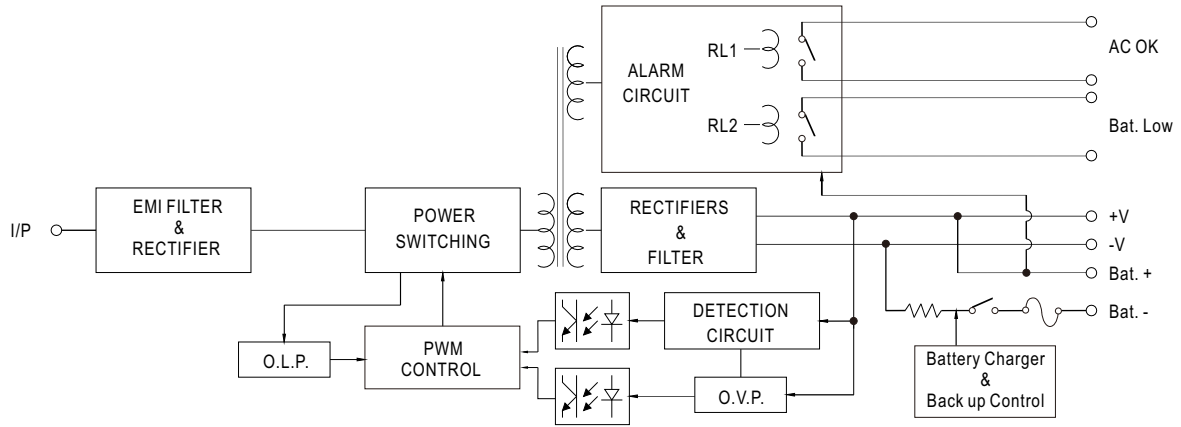 ALARM
CIRCUIT
RL1
RL2
AC OK
Bat. Low
I/P
EMI FILTER
&
RECTIFIER
POWER
SWITCHING
RECTIFIERS
&
FILTER
+V
-V
Bat. +
Bat. -
O.L.P.
PWM
CONTROL
DETECTION
CIRCUIT
O.V.P.
Battery Charger
&
Back up Control